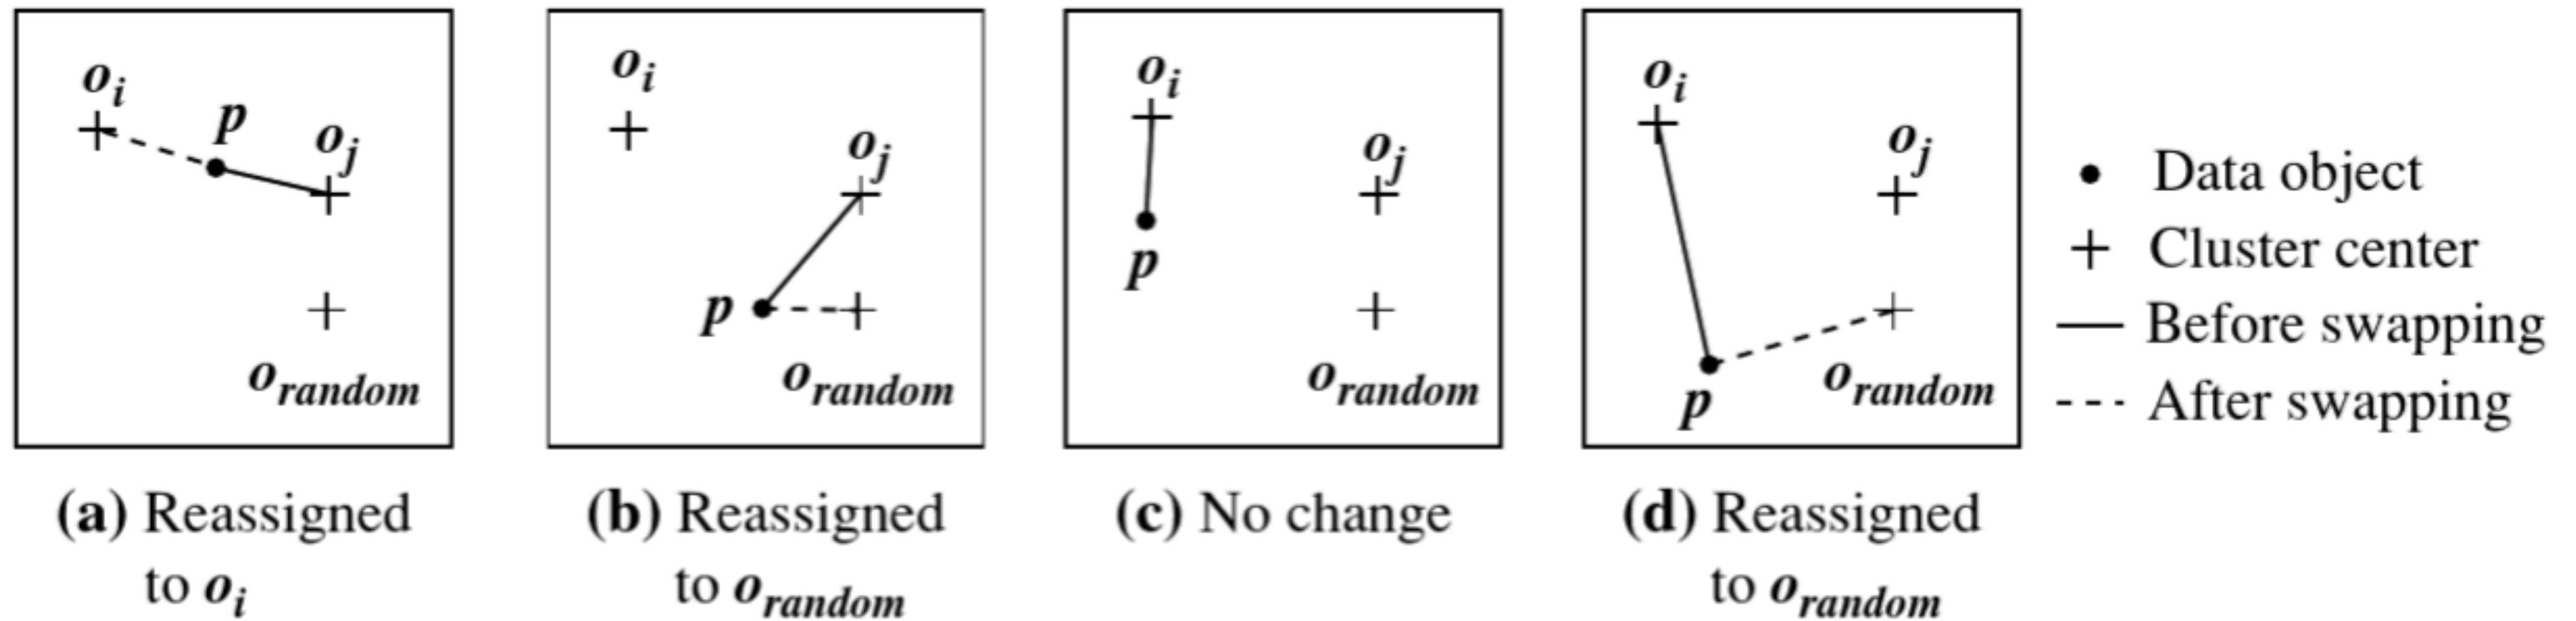 o_i
p
o_j
o_random
o_i
o_j
p
o_random
o_i
o_j
p
o_random
o_i
o_j
p
o_random
Data object
Cluster center
Before swapping
After swapping
(a) Reassigned
to o_i
(b) Reassigned
to o_random
(c) No change
(d) Reassigned
to o_random